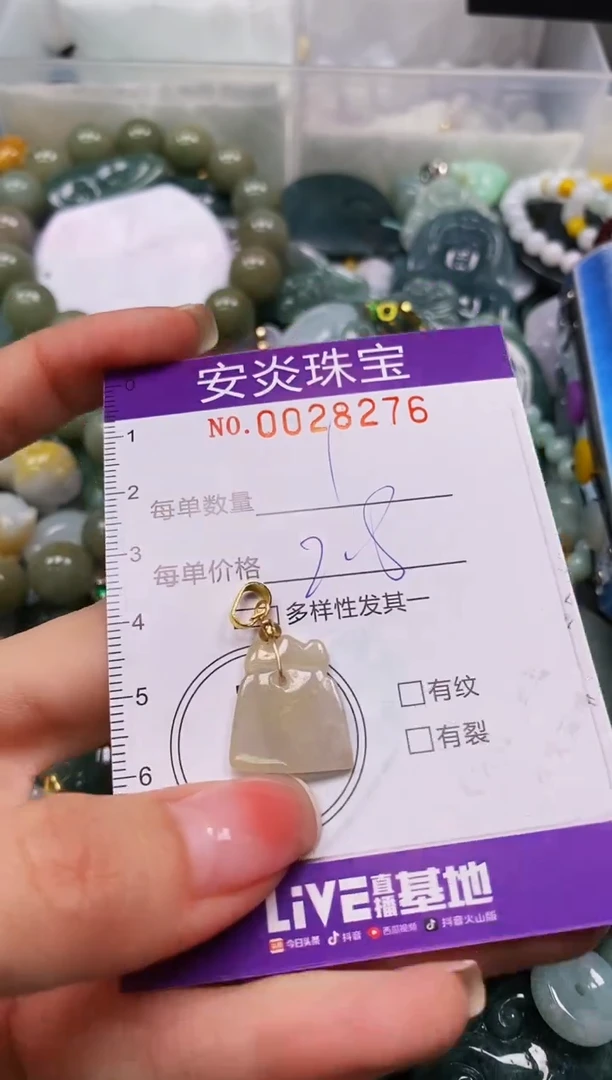 安炎珠宝
NO.0028276
每单数量 1
每单价格 28
多样性发其一
有纹
有裂
LiVE直播基地
今日头条 抖音 西瓜视频 抖音火山版
0
1
2
3
4
5
6